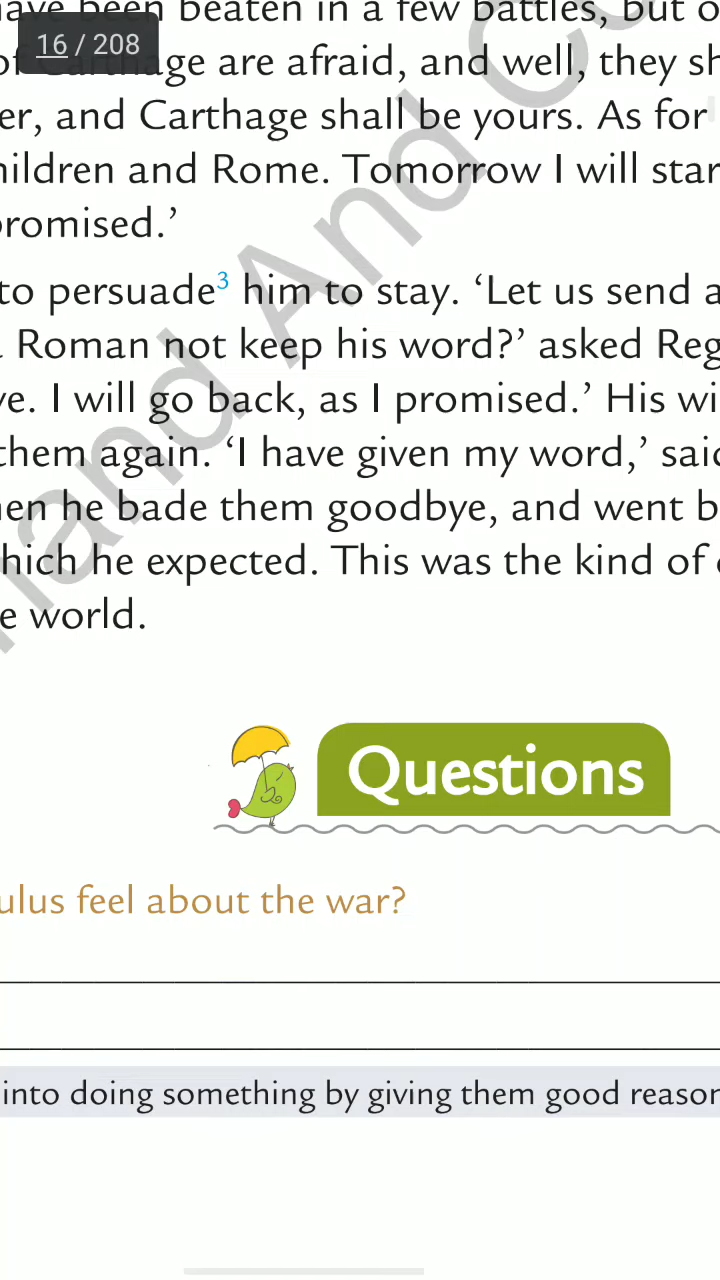 have been beaten in a few battles, but
16 / 208
of Carthage are afraid, and well, they sh
er, and Carthage shall be yours. As for
hildren and Rome. Tomorrow I will star
promised.’
to persuade³ him to stay. ‘Let us send a
Roman not keep his word?’ asked Reg
ve. I will go back, as I promised.’ His wi
them again. ‘I have given my word,’ said
hen he bade them goodbye, and went b
which he expected. This was the kind of
e world.
Questions
ulus feel about the war?
into doing something by giving them good reason
And